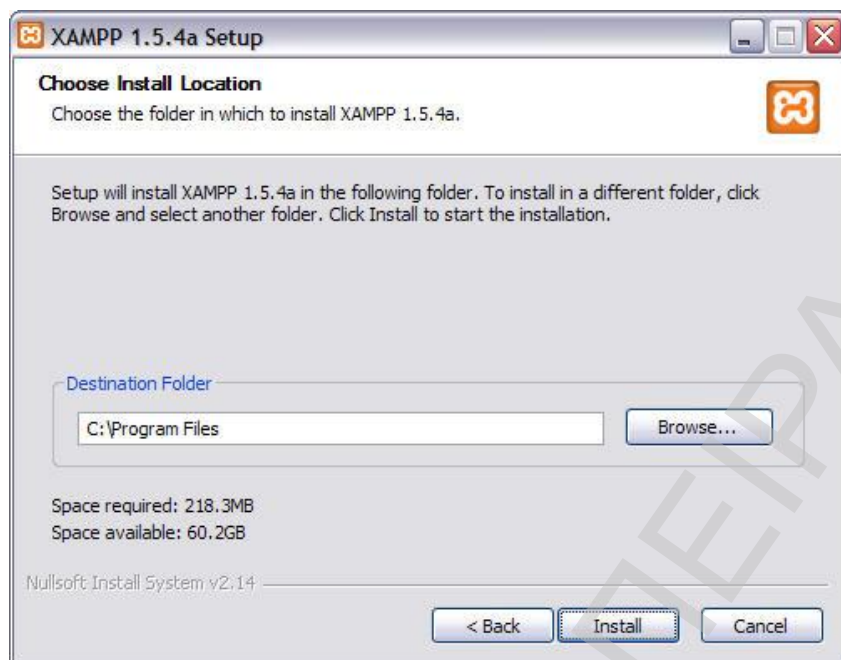 XAMPP 1.5.4a Setup
Choose Install Location
Choose the folder in which to install XAMPP 1.5.4a.
Setup will install XAMPP 1.5.4a in the following folder. To install in a different folder, click
Browse and select another folder. Click Install to start the installation.
Destination Folder
C:\Program Files
Browse...
Space required: 218.3MB
Space available: 60.2GB
Nullsoft Install System v2.14
< Back
Install
Cancel